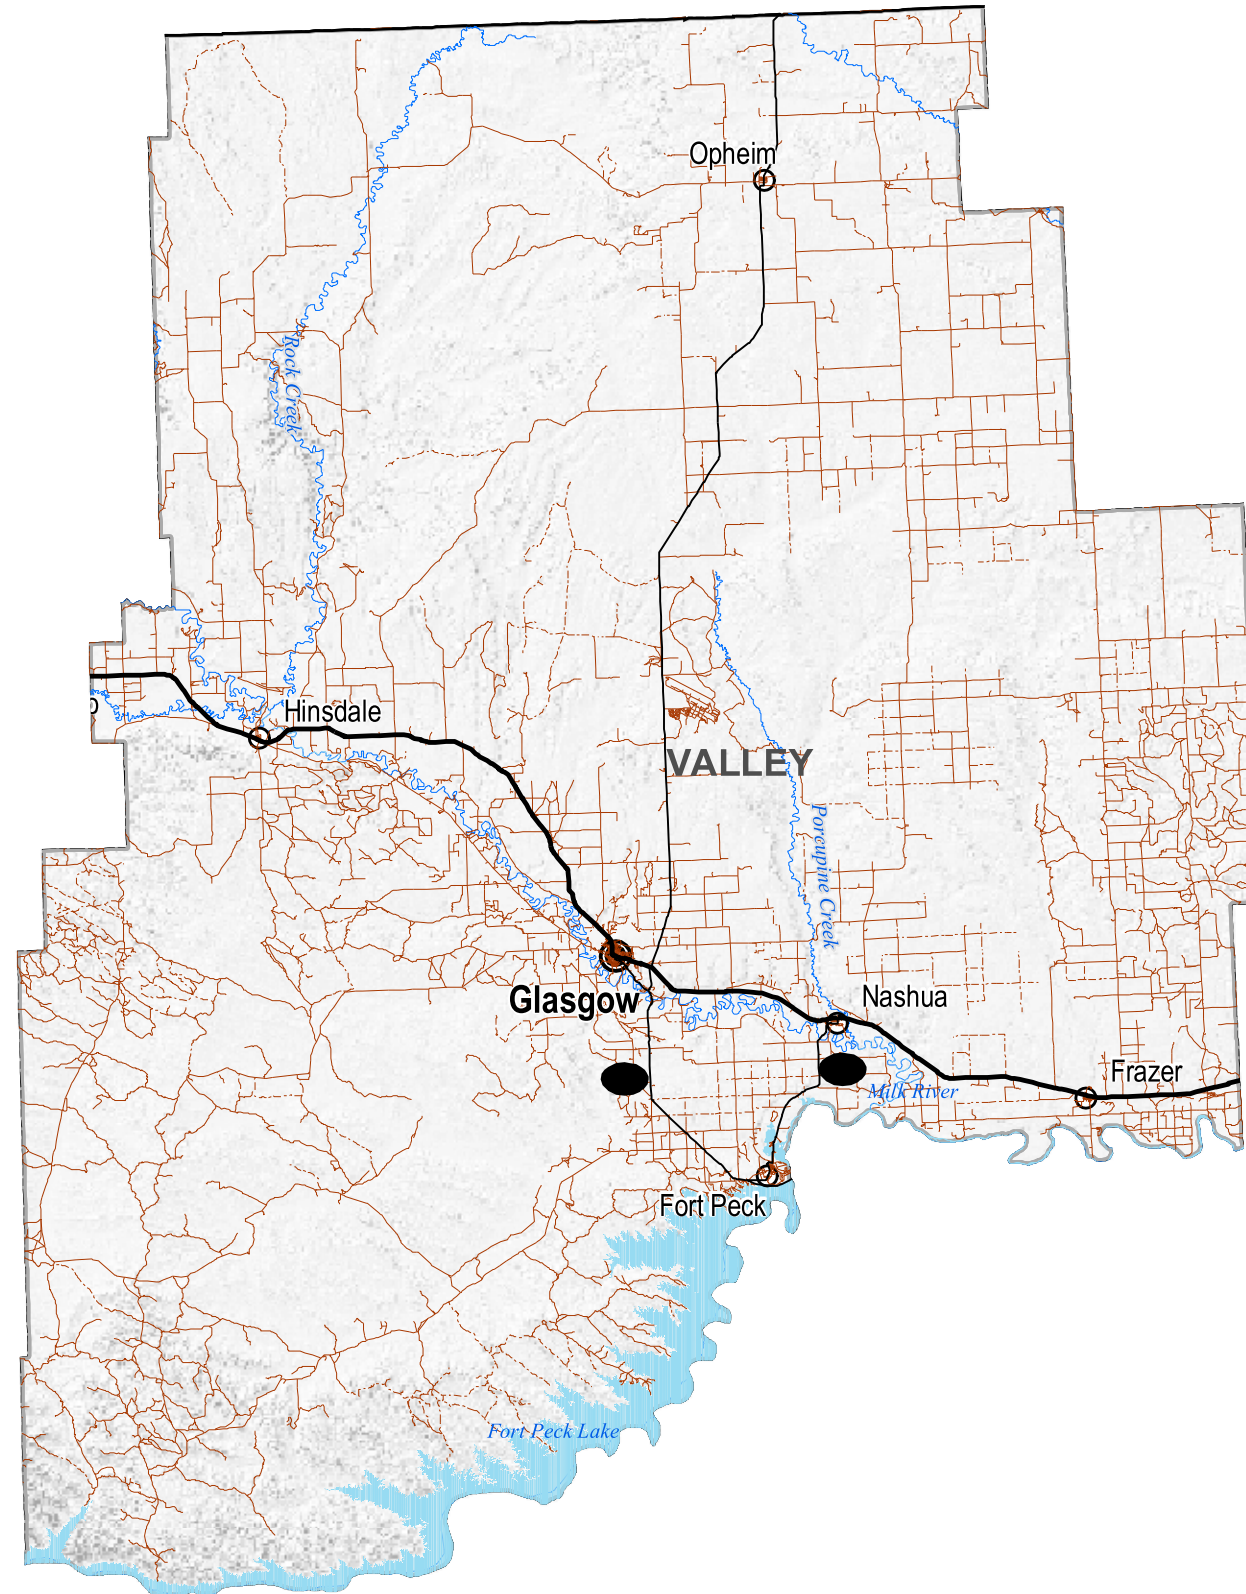 Opheim
Rock Creek
Hinsdale
VALLEY
Porcupine Creek
Glasgow
Nashua
Frazer
Milk River
Fort Peck
Fort Peck Lake